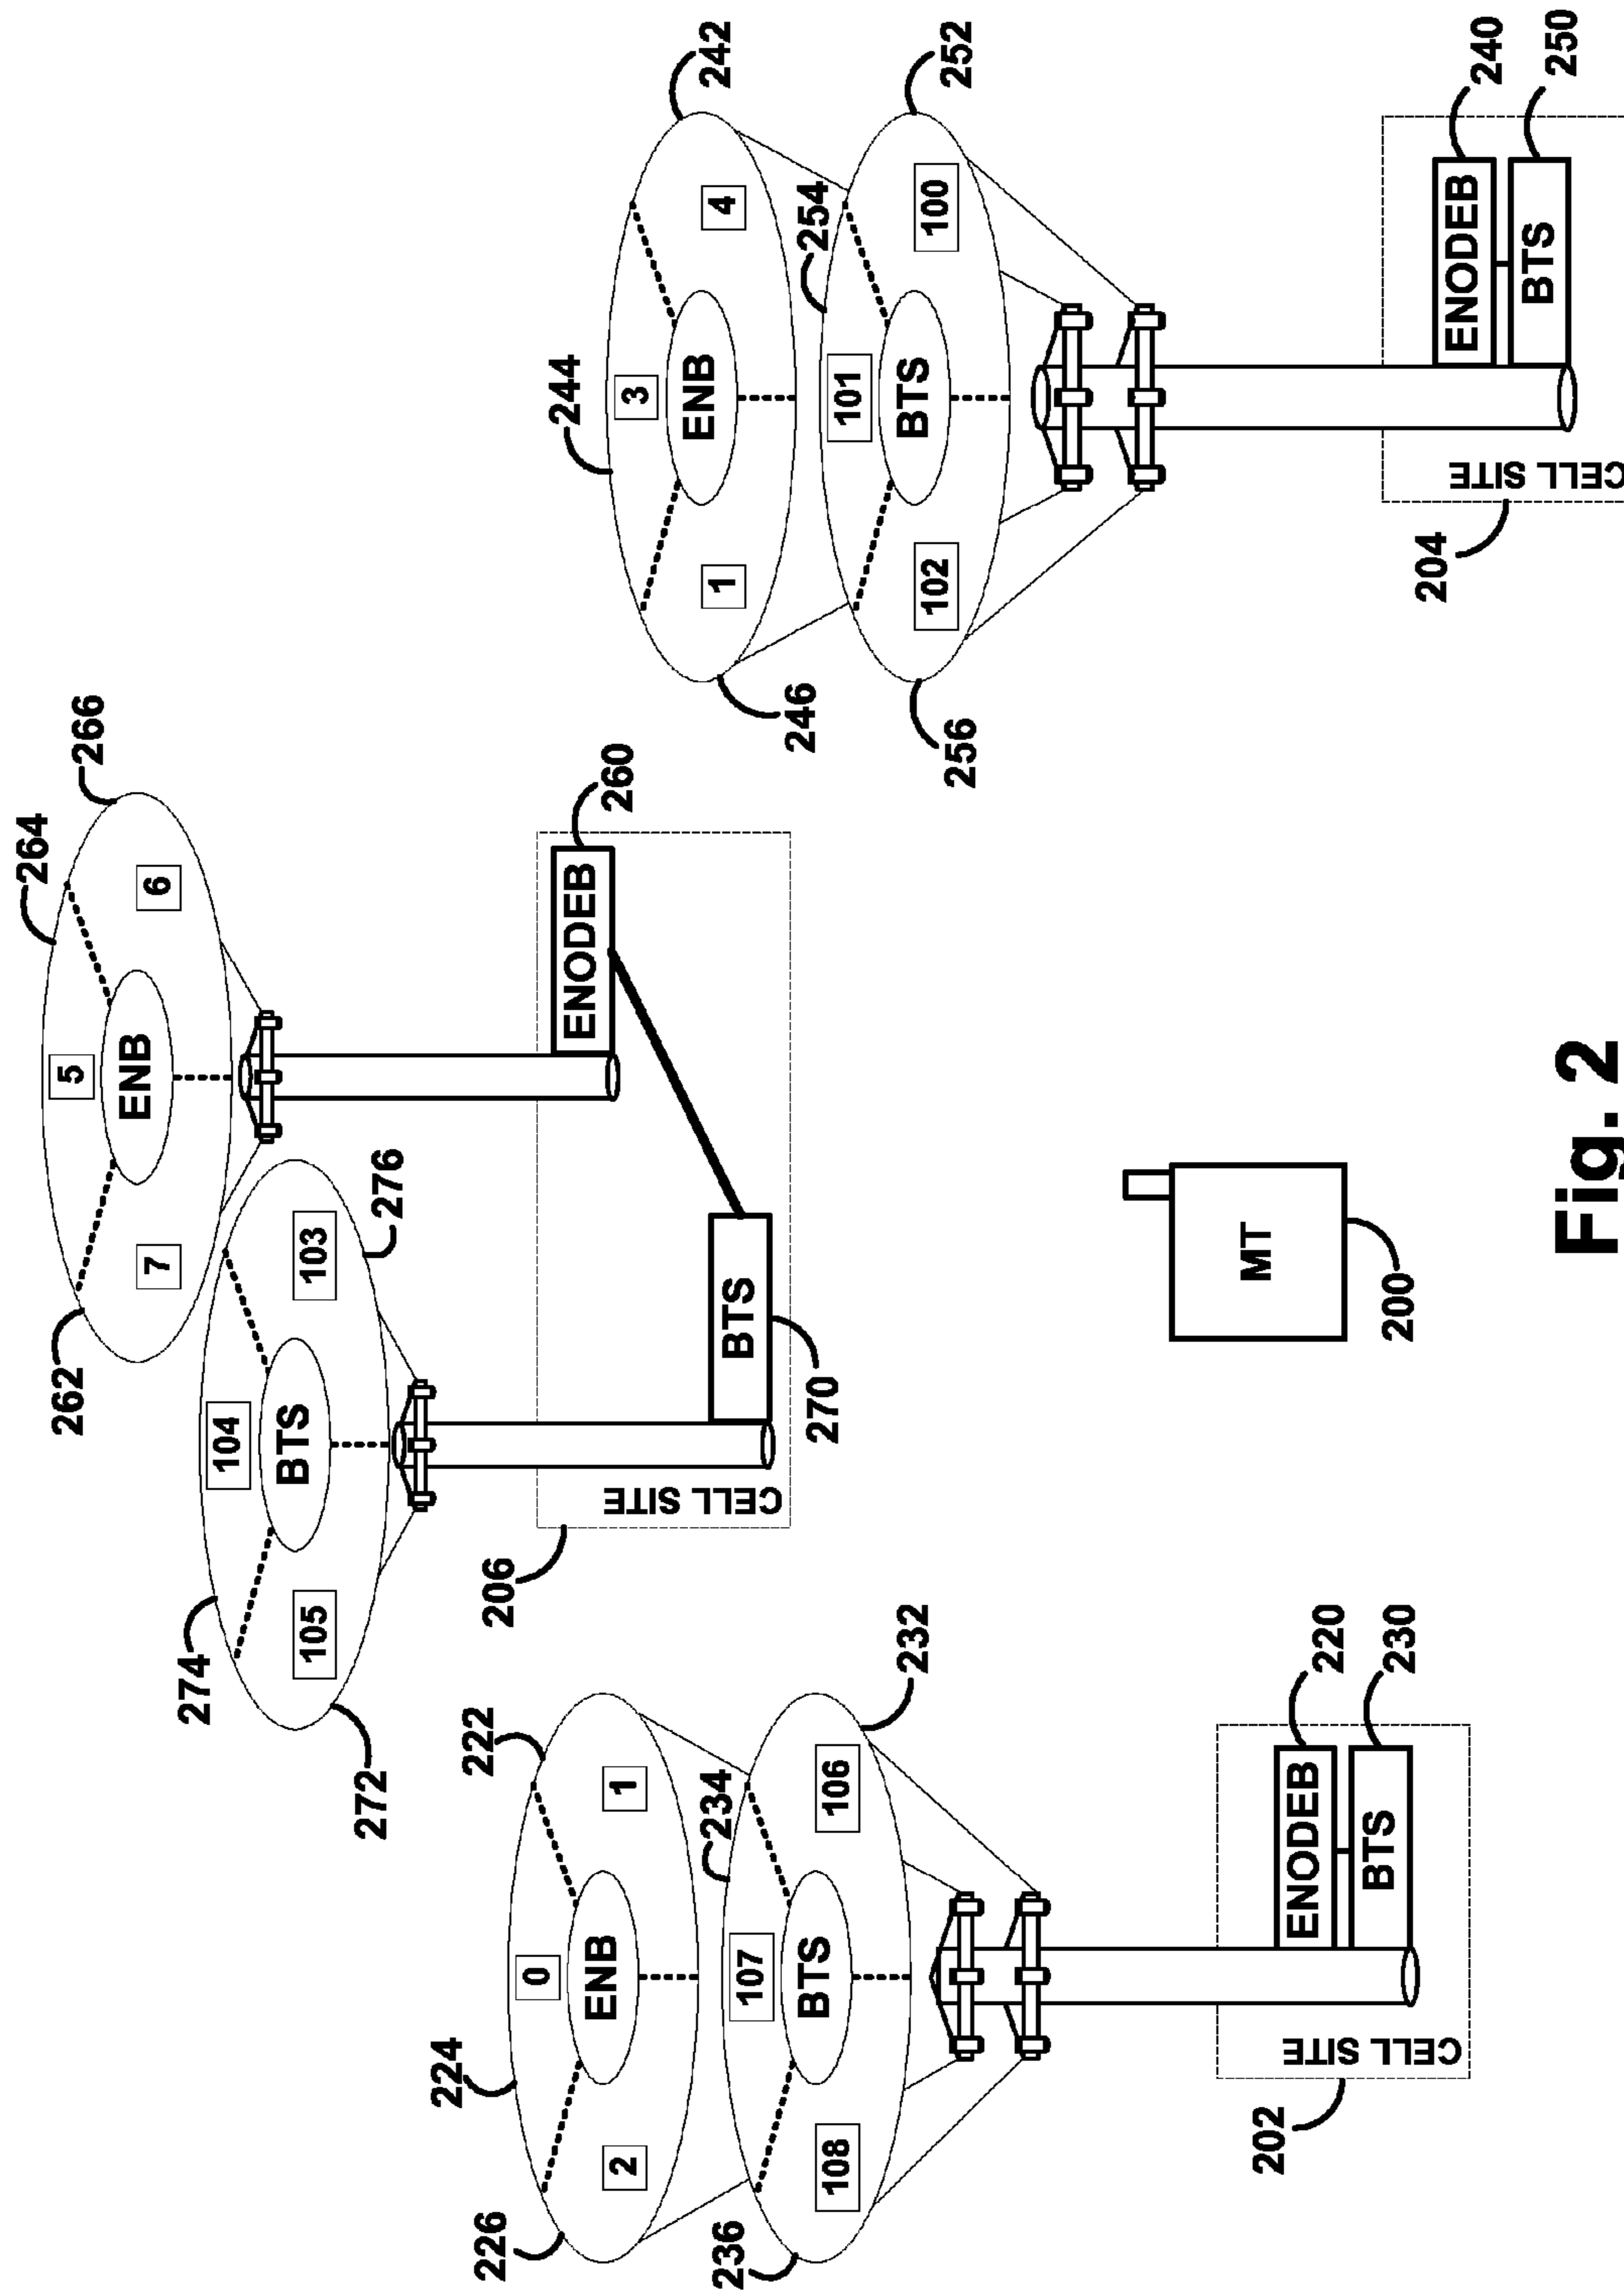 264
266
5
ENB
7
6
262
274
104
BTS
105
103
276
272
206
CELL SITE
ENODEB
260
BTS
270
224
222
0
ENB
2
1
226
234
107
BTS
108
106
236
232
CELL SITE
ENODEB
220
BTS
230
202
244
242
3
ENB
1
4
246
254
252
101
BTS
102
100
256
CELL SITE
ENODEB
240
BTS
250
204
MT
200
Fig. 2